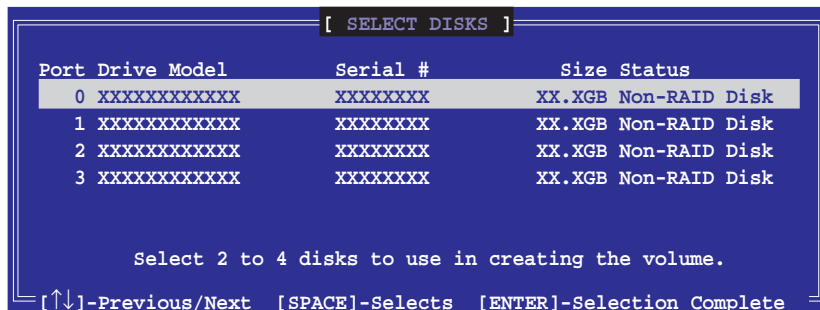 [ SELECT DISKS ]
Port Drive Model Serial # Size Status
0 XXXXXXXXXXXX XXXXXXXX XX.XGB Non-RAID Disk
1 XXXXXXXXXXXX XXXXXXXX XX.XGB Non-RAID Disk
2 XXXXXXXXXXXX XXXXXXXX XX.XGB Non-RAID Disk
3 XXXXXXXXXXXX XXXXXXXX XX.XGB Non-RAID Disk
Select 2 to 4 disks to use in creating the volume.
[↑↓]-Previous/Next [SPACE]-Selects [ENTER]-Selection Complete